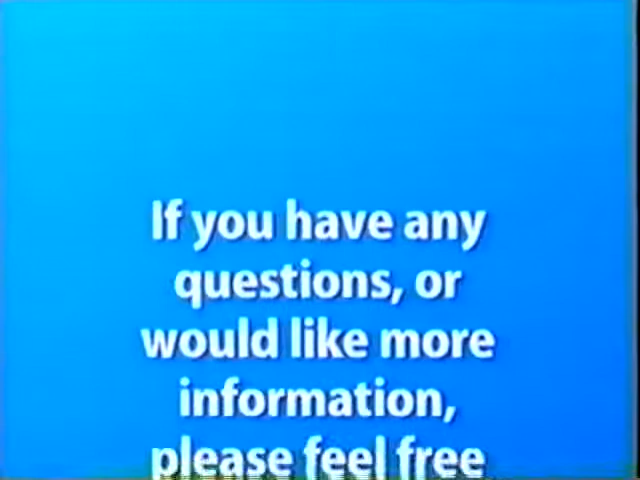 If you have any
questions, or
would like more
information,
please feel free